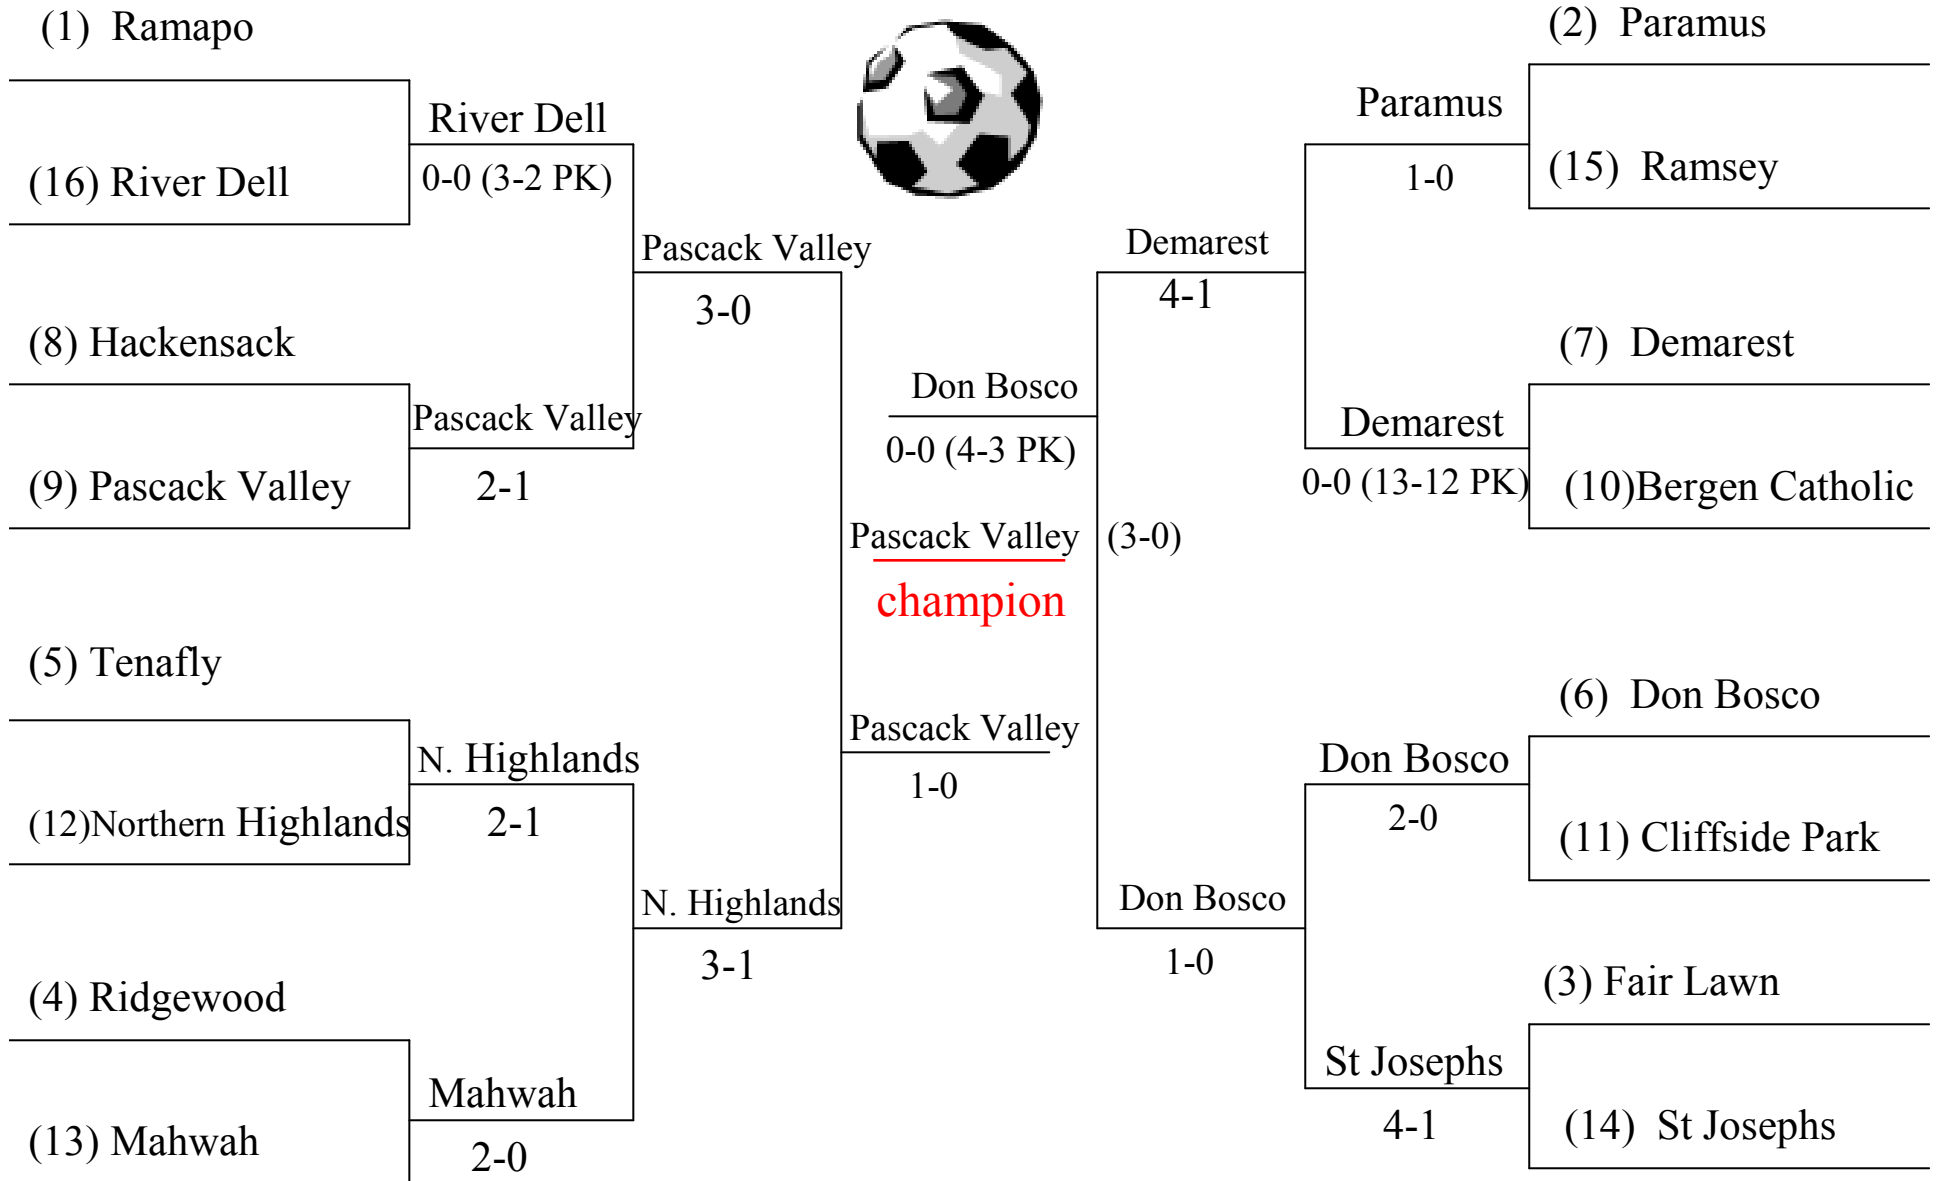 (1) Ramapo
River Dell
(16) River Dell
0-0 (3-2 PK)
Pascack Valley
3-0
(8) Hackensack
Pascack Valley
(9) Pascack Valley
2-1
(5) Tenafly
N. Highlands
(12)Northern Highlands
2-1
N. Highlands
3-1
(4) Ridgewood
Mahwah
(13) Mahwah
2-0
Don Bosco
0-0 (4-3 PK)
Pascack Valley (3-0)
champion
Pascack Valley
1-0
(2) Paramus
Paramus
1-0
(15) Ramsey
Demarest
4-1
(7) Demarest
Demarest
0-0 (13-12 PK)
(10)Bergen Catholic
(6) Don Bosco
Don Bosco
2-0
(11) Cliffside Park
Don Bosco
1-0
(3) Fair Lawn
St Josephs
4-1
(14) St Josephs